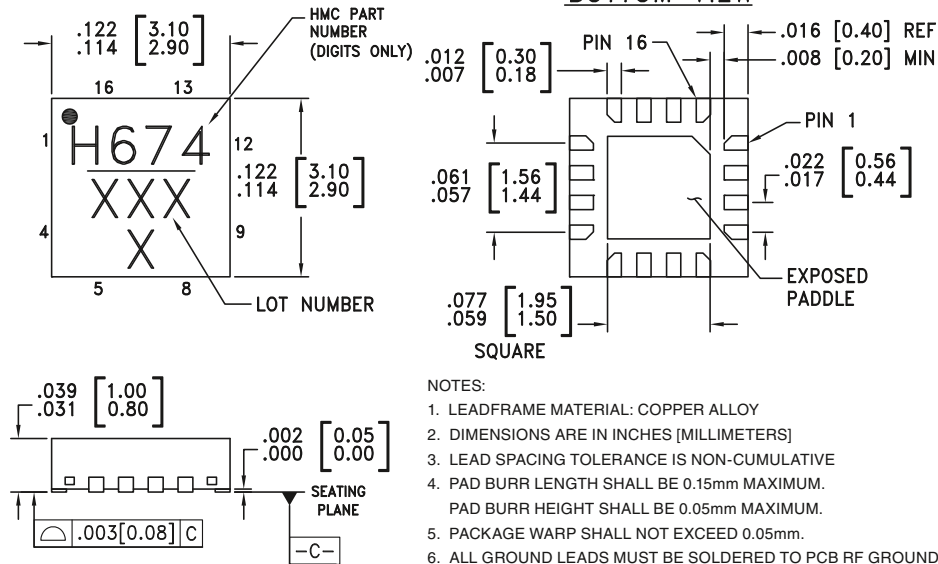 BOTTOM VIEW
.122 [3.10]
.114 [2.90]
HMC PART
NUMBER
(DIGITS ONLY)
16 13
1 12
H674
XXX
X
4 9
5 8
.122 [3.10]
.114 [2.90]
LOT NUMBER
PIN 16
.016 [0.40] REF
.008 [0.20] MIN
.012 [0.30]
.007 [0.18]
PIN 1
.061 [1.56]
.057 [1.44]
.022 [0.56]
.017 [0.44]
EXPOSED
PADDLE
.077 [1.95]
.059 [1.50]
SQUARE
.039 [1.00]
.031 [0.80]
.002 [0.05]
.000 [0.00]
SEATING
PLANE
.003[0.08] C
-C-
NOTES:
1. LEADFRAME MATERIAL: COPPER ALLOY
2. DIMENSIONS ARE IN INCHES [MILLIMETERS]
3. LEAD SPACING TOLERANCE IS NON-CUMULATIVE
4. PAD BURR LENGTH SHALL BE 0.15mm MAXIMUM.
PAD BURR HEIGHT SHALL BE 0.05mm MAXIMUM.
5. PACKAGE WARP SHALL NOT EXCEED 0.05mm.
6. ALL GROUND LEADS MUST BE SOLDERED TO PCB RF GROUND